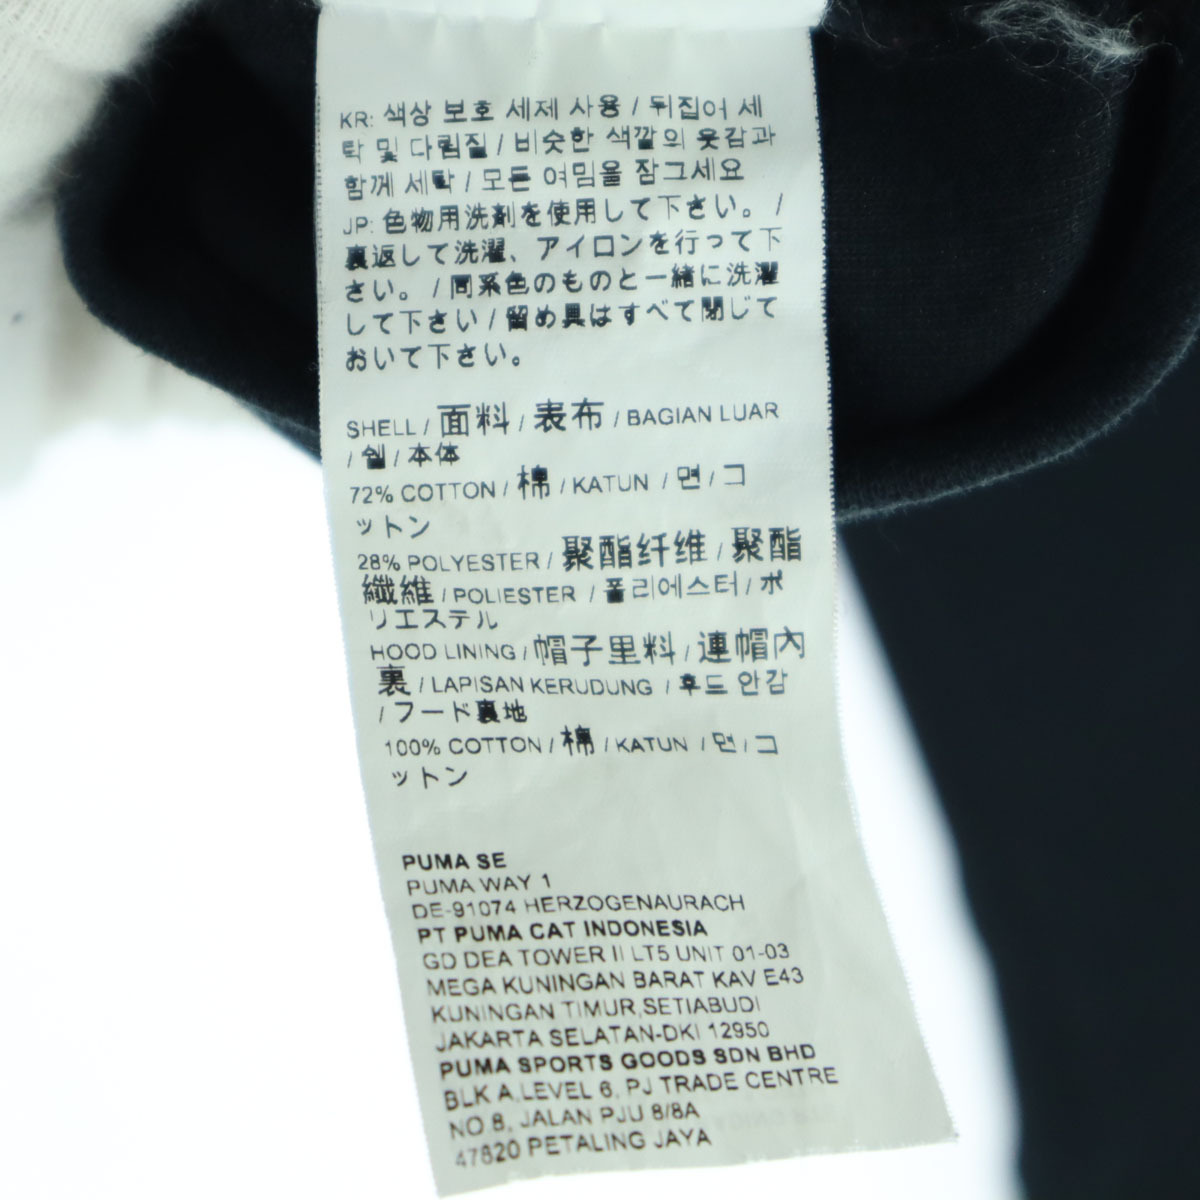 KR: 색상 보호 세제 사용 / 뒤집어 세
탁 및 다림질 / 비슷한 색깔의 옷감과
함께 세탁 / 모든 여밈을 잠그세요
JP: 色物用洗剤を使用して下さい。 /
裏返して洗濯、アイロンを行って下
さい。 / 同系色のものと一緒に洗濯
して下さい / 留め具はすべて閉じて
おいて下さい。
SHELL / 面料 / 表布 / BAGIAN LUAR
/ 쉘 / 本体
72% COTTON / 棉 / KATUN / 면 / コ
ットン
28% POLYESTER / 聚酯纤维 / 聚酯
纖維 / POLIESTER / 폴리에스터 / ポ
リエステル
HOOD LINING / 帽子里料 / 連帽內
裏 / LAPISAN KERUDUNG / 후드 안감
/ フード裏地
100% COTTON / 棉 / KATUN / 면 / コ
ットン
PUMA SE
PUMA WAY 1
DE-91074 HERZOGENAURACH
PT PUMA CAT INDONESIA
GD DEA TOWER II LT5 UNIT 01-03
MEGA KUNINGAN BARAT KAV E43
KUNINGAN TIMUR,SETIABUDI
JAKARTA SELATAN-DKI 12950
PUMA SPORTS GOODS SDN BHD
BLK A,LEVEL 6, PJ TRADE CENTRE
NO 8, JALAN PJU 8/8A
47820 PETALING JAYA